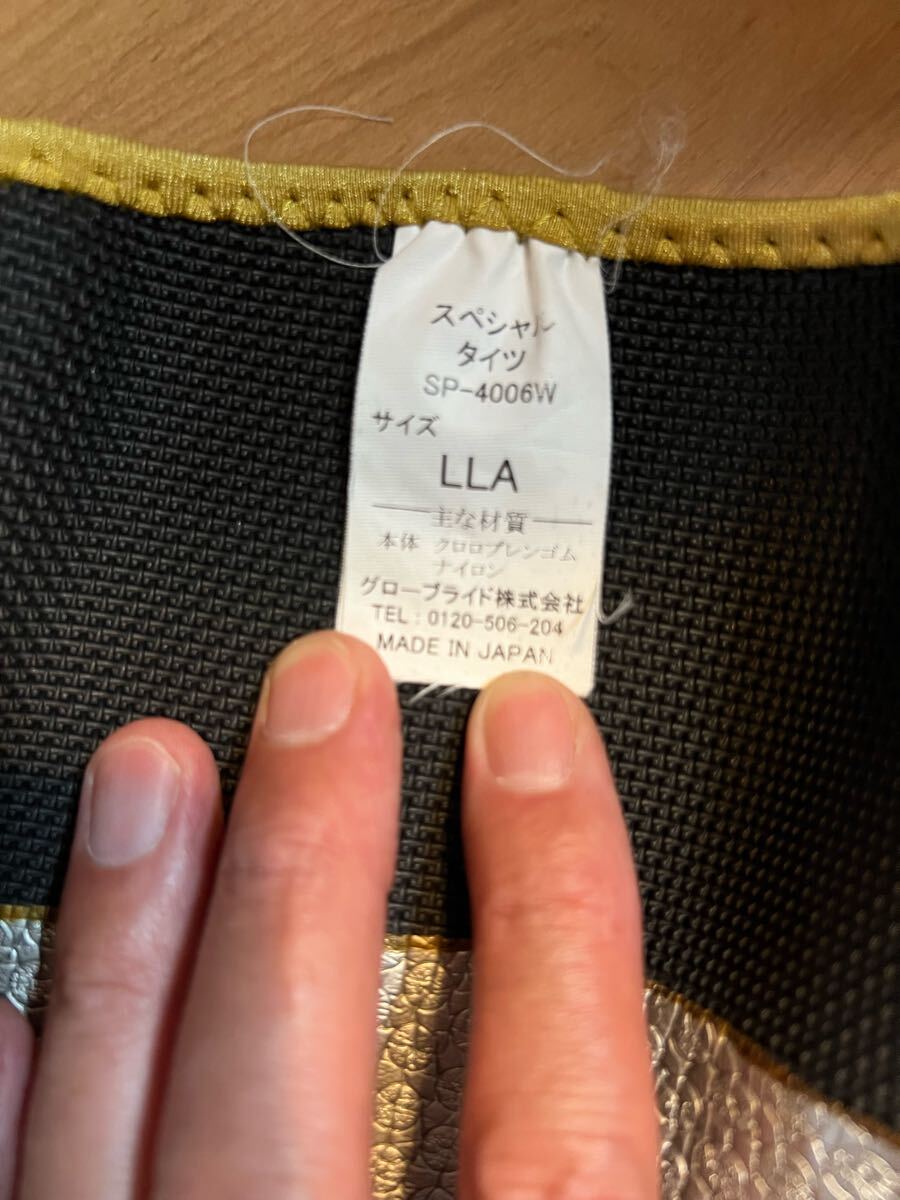 スペシャル
タイツ
SP-4006W
サイズ
LLA
主な材質
本体 クロロプレンゴム
ナイロン
グローブライド株式会社
TEL:0120-506-204
MADE IN JAPAN